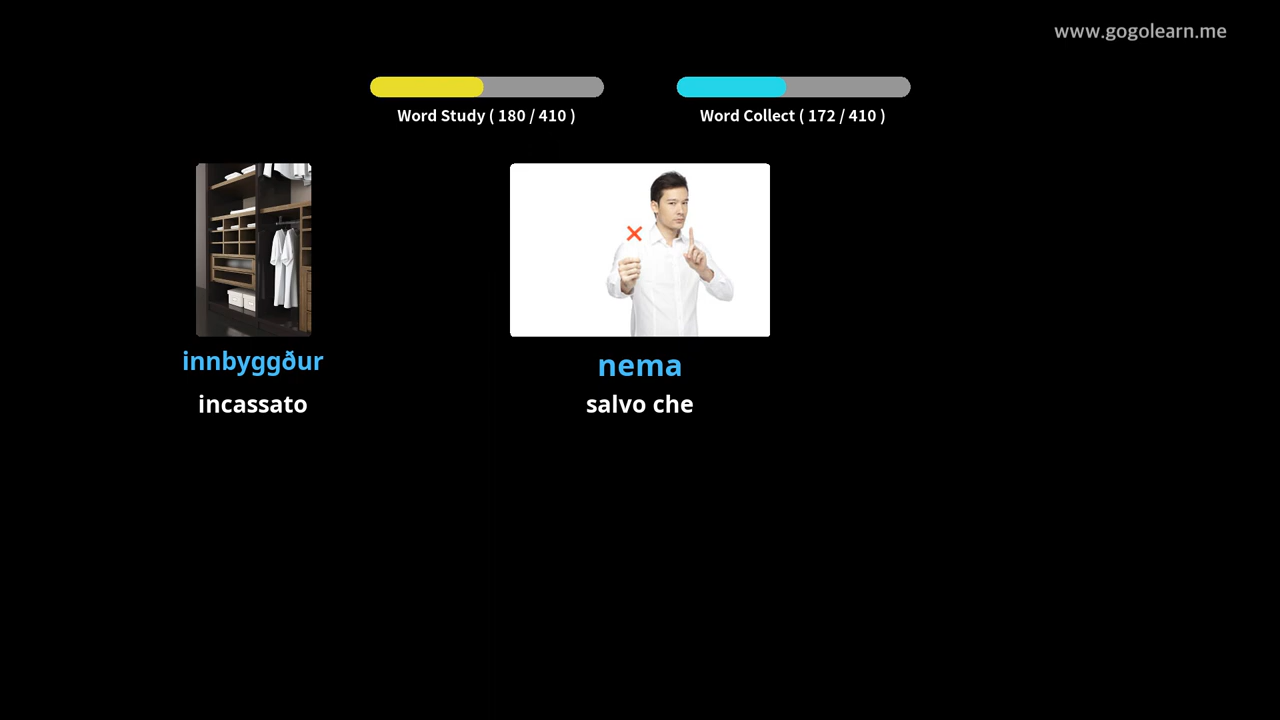 www.gogolearn.me
Word Study ( 180 / 410 )
Word Collect ( 172 / 410 )
innbyggður
incassato
nema
salvo che